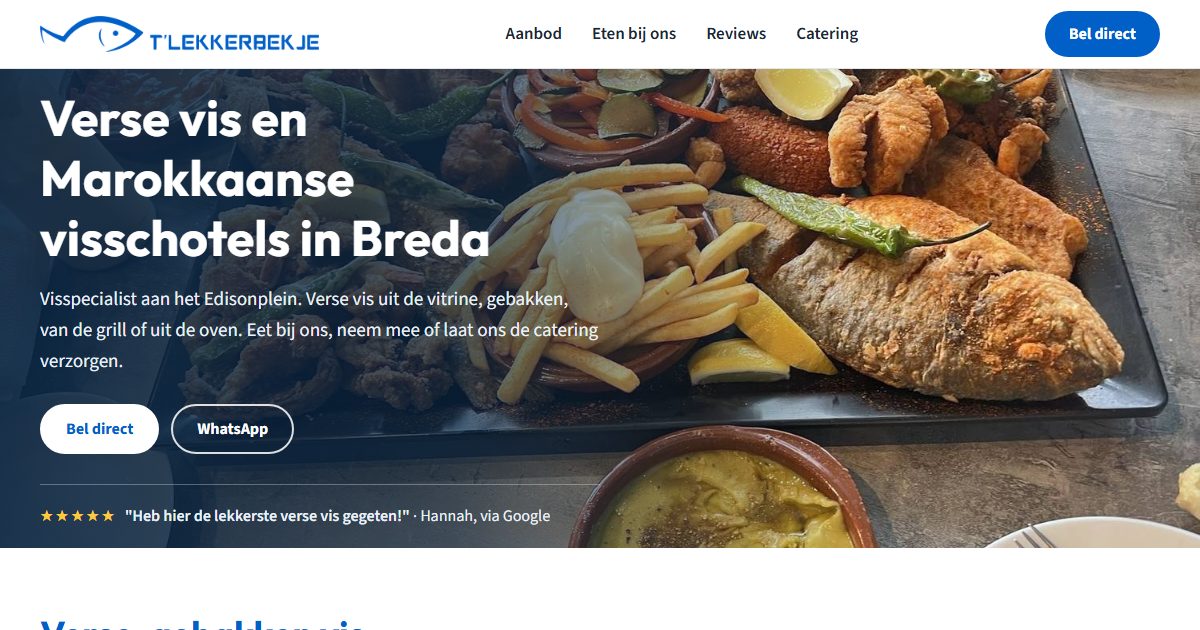 T'LEKKERBEKJE
Aanbod
Eten bij ons
Reviews
Catering
Bel direct
Verse vis en
Marokkaanse
visschotels in Breda
Visspecialist aan het Edisonplein. Verse vis uit de vitrine, gebakken,
van de grill of uit de oven. Eet bij ons, neem mee of laat ons de catering
verzorgen.
Bel direct
WhatsApp
★★★★★ "Heb hier de lekkerste verse vis gegeten!" · Hannah, via Google